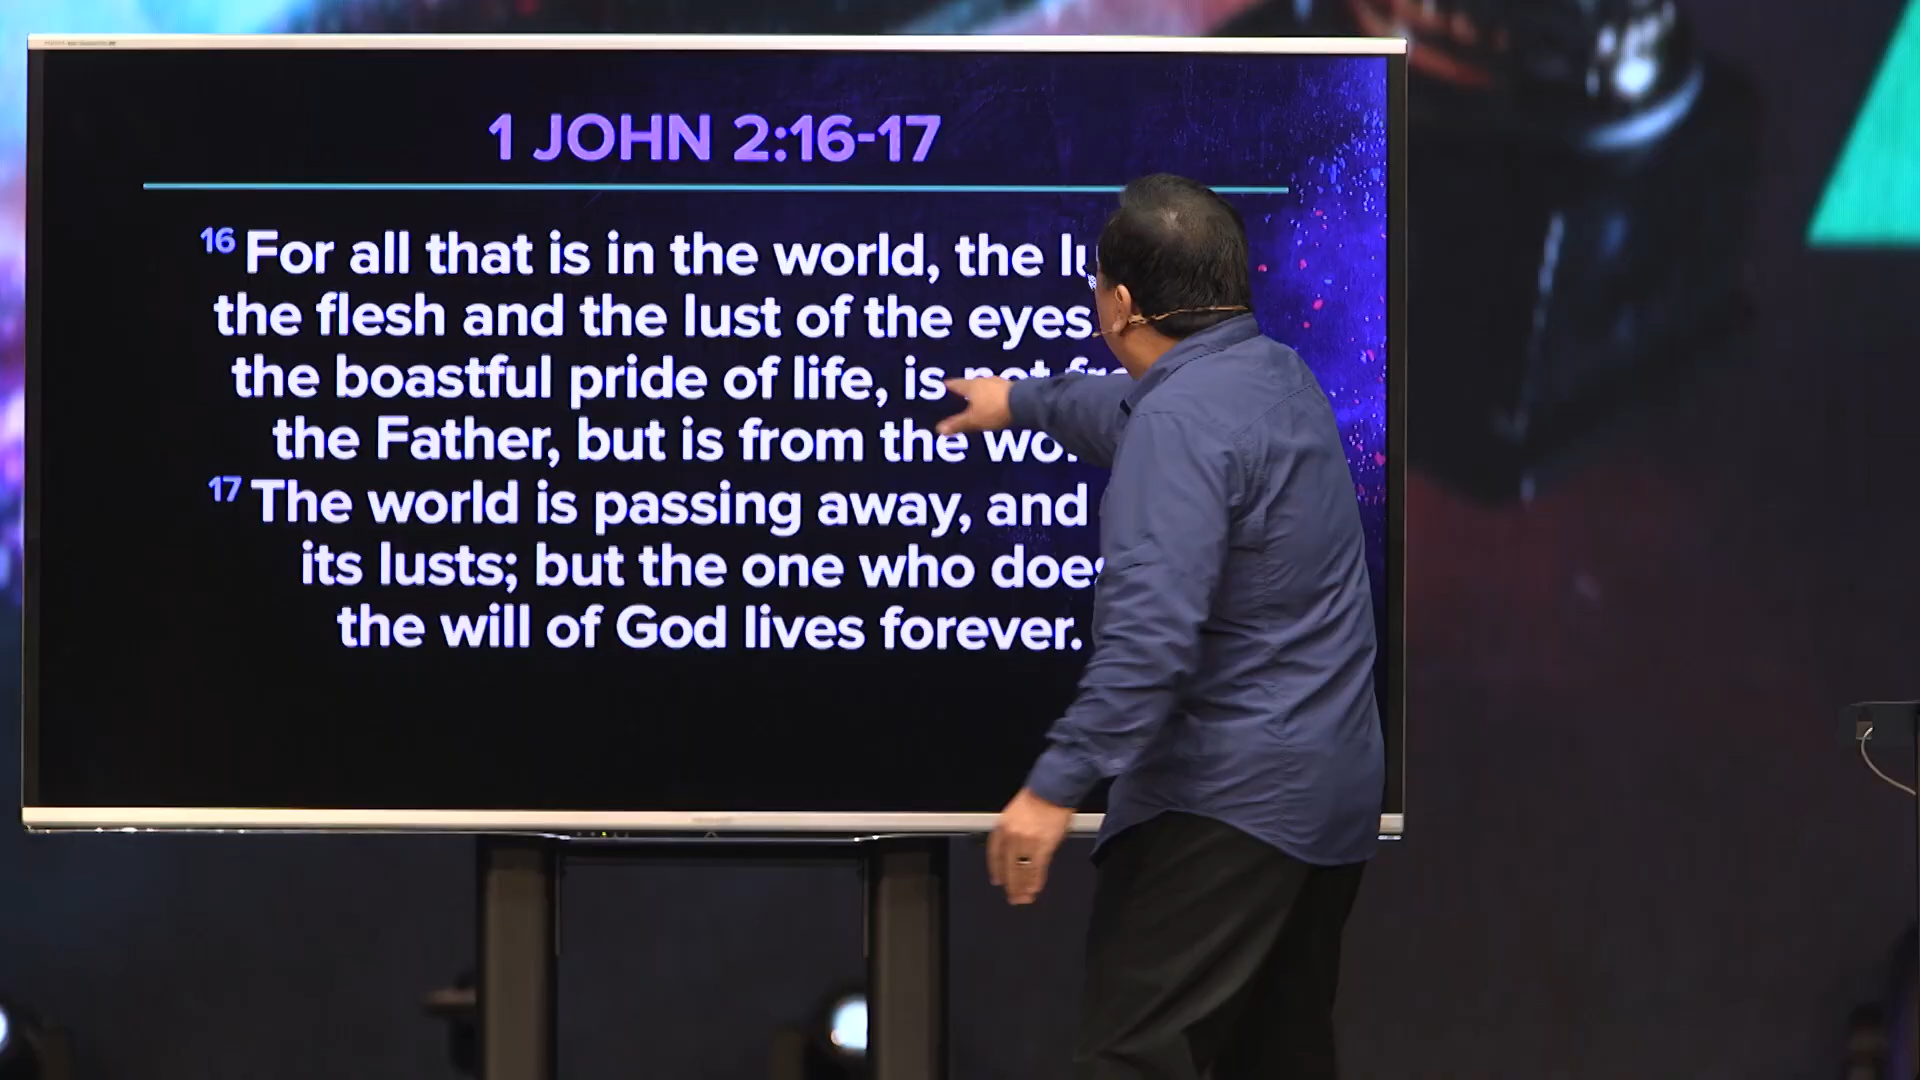 1 JOHN 2:16-17
16 For all that is in the world, the
the flesh and the lust of the eyes
the boastful pride of life, is not
the Father, but is from the
17 The world is passing away, and
its lusts; but the one who does
the will of God lives forever.